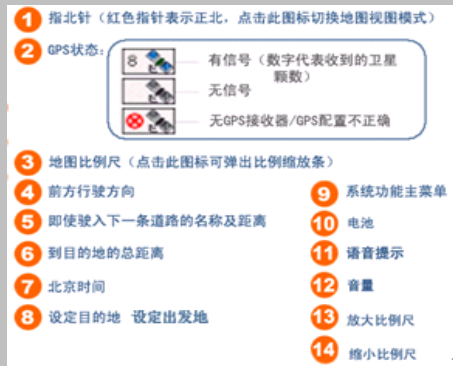 1 指北针（红色指针表示正北，点击此图标切换地图视图模式）
2 GPS状态：
8 有信号（数字代表收到的卫星
颗数）
无信号
无GPS接收器/GPS配置不正确
3 地图比例尺（点击此图标可弹出比例缩放条）
4 前方行驶方向
5 即使驶入下一条道路的名称及距离
6 到目的地的总距离
7 北京时间
8 设定目的地 设定出发地
9 系统功能主菜单
10 电池
11 语音提示
12 音量
13 放大比例尺
14 缩小比例尺